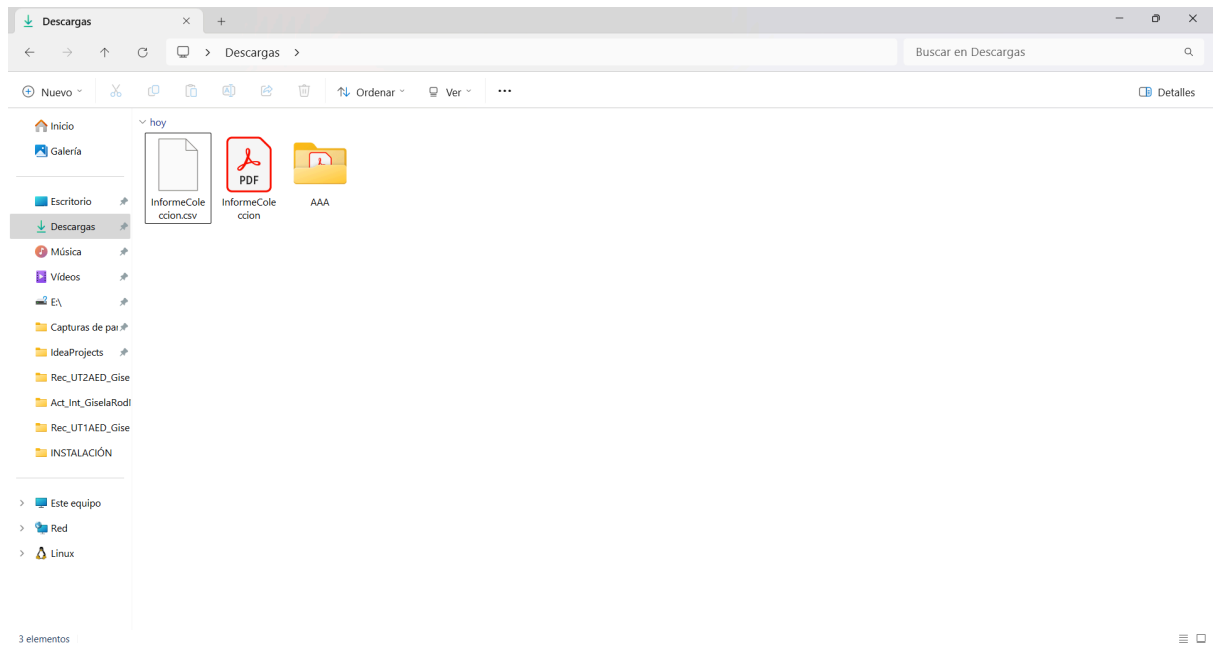 Descargas
Descargas
Buscar en Descargas
Nuevo
Ordenar
Ver
Detalles
Inicio
Galería
Escritorio
Descargas
Música
Vídeos
E:\
Capturas de pai
IdeaProjects
Rec_UT2AED_Gise
Act_Int_GiselaRodl
Rec_UT1AED_Gise
INSTALACIÓN
Este equipo
Red
Linux
hoy
InformeCole
ccion.csv
PDF
InformeCole
ccion
AAA
3 elementos